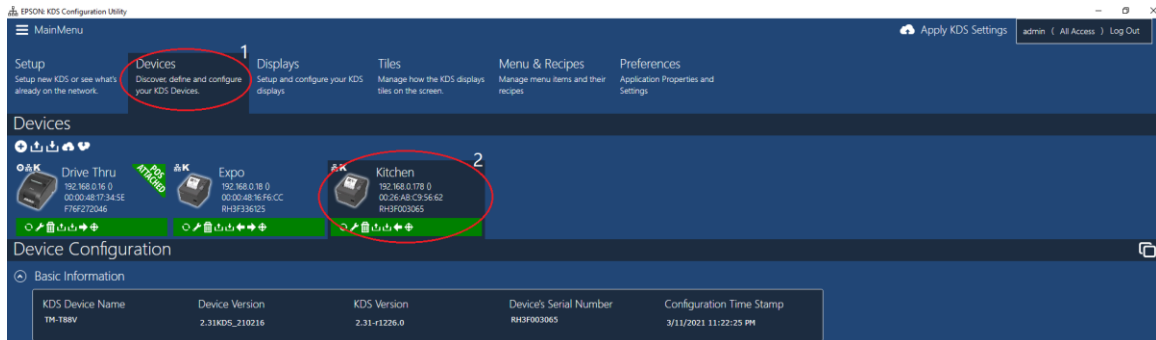 EPSON: KDS Configuration Utility
MainMenu
Apply KDS Settings
admin ( All Access ) Log Out
1
Setup
Setup new KDS or see what's
already on the network.
Devices
Discover, define and configure
your KDS Devices.
Displays
Setup and configure your KDS
displays
Tiles
Manage how the KDS displays
tiles on the screen.
Menu & Recipes
Manage menu items and their
recipes
Preferences
Application Properties and
Settings
Devices
K
Drive Thru
192.168.0.16 ()
00:00:48:17:34:5E
F76F272046
POS
ATTACHED
K
Expo
192.168.0.18 ()
00:00:48:16:F6:CC
RH3F336125
2
K
Kitchen
192.168.0.178 ()
00:26:AB:C9:56:62
RH3F003065
Device Configuration
Basic Information
KDS Device Name
TM-T88V
Device Version
2.31KDS_210216
KDS Version
2.31-r1226.0
Device's Serial Number
RH3F003065
Configuration Time Stamp
3/11/2021 11:22:25 PM